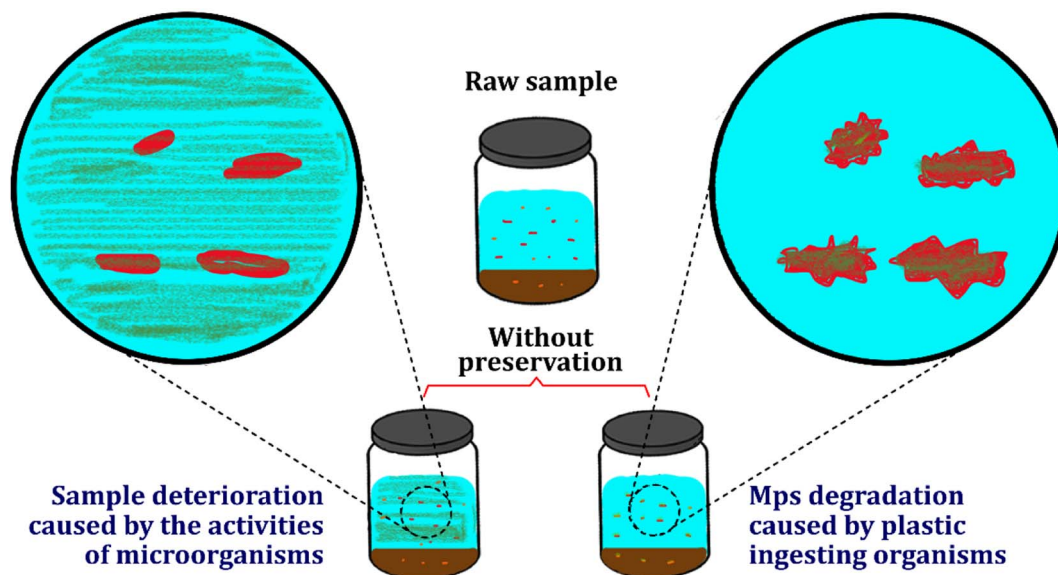 Raw sample
Without
preservation
Sample deterioration
caused by the activities
of microorganisms
Mps degradation
caused by plastic
ingesting organisms